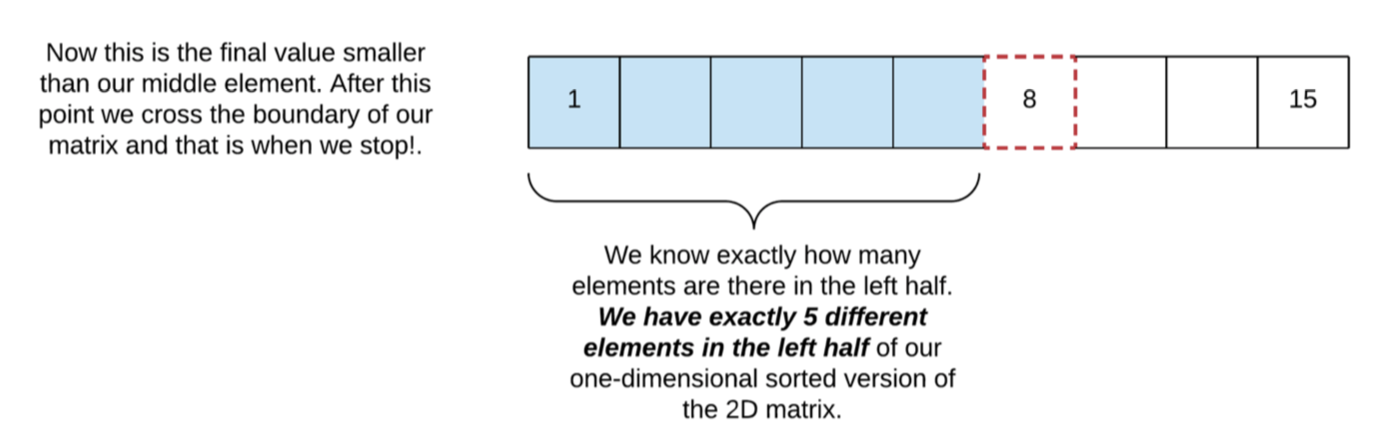 Now this is the final value smaller
than our middle element. After this
point we cross the boundary of our
matrix and that is when we stop!.
1
8
15
We know exactly how many
elements are there in the left half.
We have exactly 5 different
elements in the left half of our
one-dimensional sorted version of
the 2D matrix.